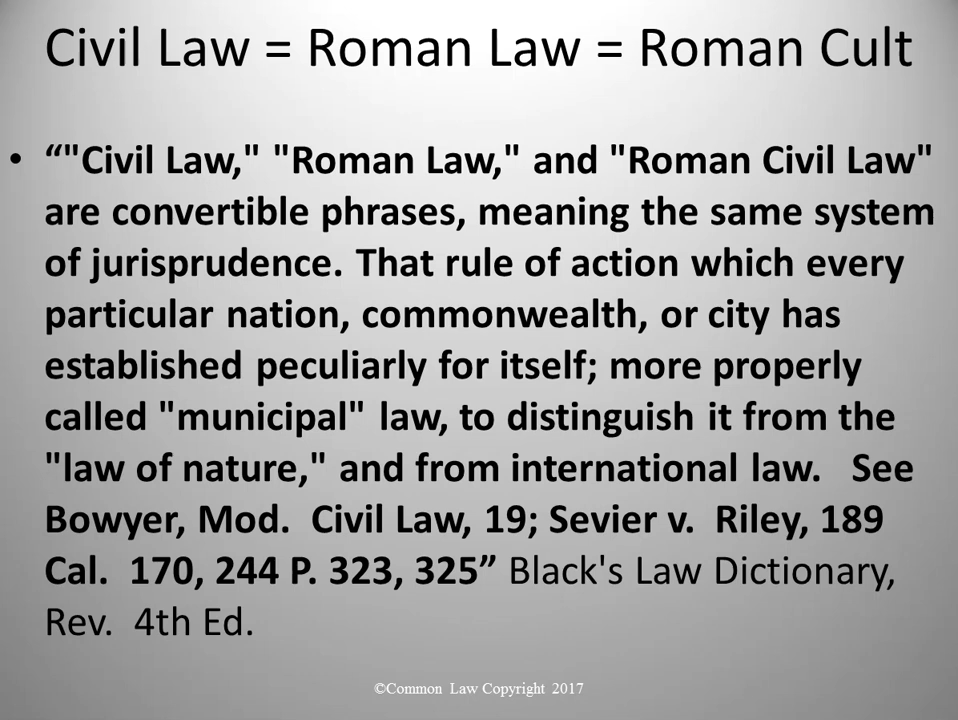 Civil Law = Roman Law = Roman Cult
• “"Civil Law," "Roman Law," and "Roman Civil Law"
are convertible phrases, meaning the same system
of jurisprudence. That rule of action which every
particular nation, commonwealth, or city has
established peculiarly for itself; more properly
called "municipal" law, to distinguish it from the
"law of nature," and from international law.   See
Bowyer, Mod.  Civil Law, 19; Sevier v.  Riley, 189
Cal.  170, 244 P. 323, 325” Black's Law Dictionary,
Rev.  4th Ed.
©Common Law Copyright 2017